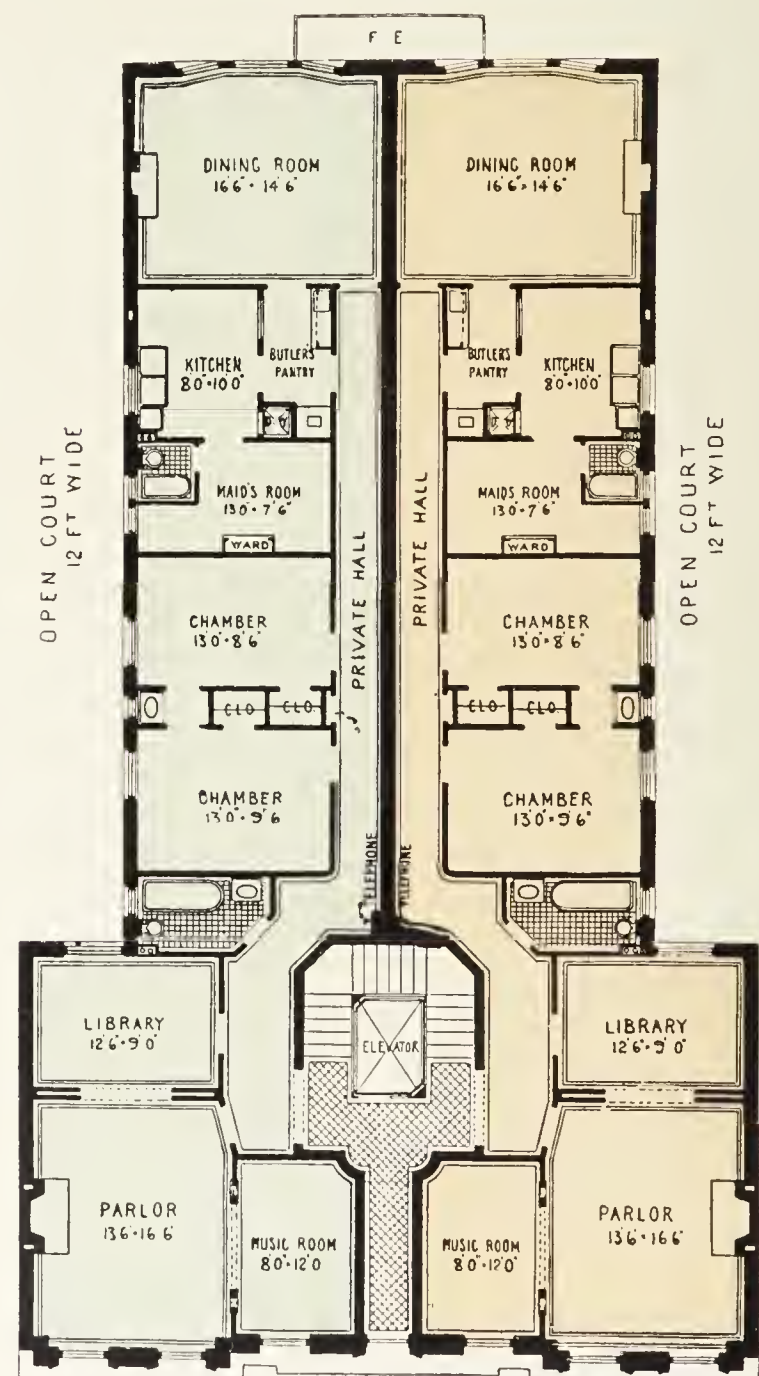 F E
DINING ROOM
16'6" × 14'6"
DINING ROOM
16'6" × 14'6"
KITCHEN
8'0" × 10'0"
BUTLER'S
PANTRY
BUTLER'S
PANTRY
KITCHEN
8'0" × 10'0"
OPEN COURT
12 FT WIDE
MAID'S ROOM
13'0" × 7'6"
WARD
PRIVATE HALL
PRIVATE HALL
MAIDS ROOM
13'0" × 7'6"
WARD
OPEN COURT
12 FT WIDE
CHAMBER
13'0" × 8'6"
CHAMBER
13'0" × 8'6"
CLO
CLO.
CLO.
CLO.
CHAMBER
13'0" × 9'6
CHAMBER
13'0" × 9'6"
TELEPHONE
TELEPHONE
LIBRARY
12'6" × 9'0"
ELEVATOR
LIBRARY
12'6" × 9'0"
PARLOR
13'6" × 16'6
MUSIC ROOM
8'0" × 12'0
MUSIC ROOM
8'0" × 12'0"
PARLOR
13'6" × 16'6"